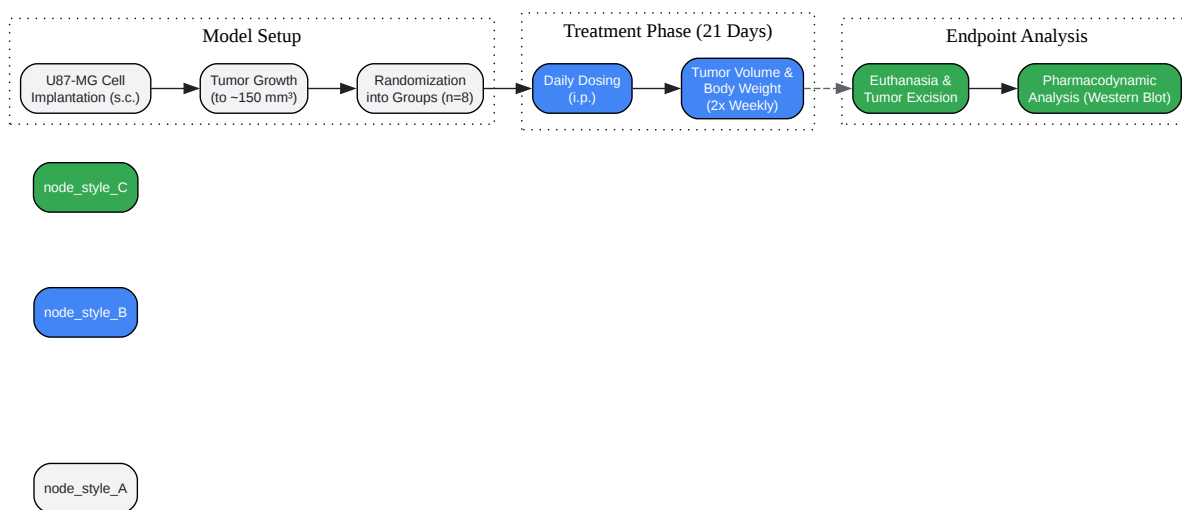 Model Setup
U87-MG Cell
Implantation (s.c.)
Tumor Growth
(to ~150 mm³)
Randomization
into Groups (n=8)
Treatment Phase (21 Days)
Daily Dosing
(i.p.)
Tumor Volume &
Body Weight
(2x Weekly)
Endpoint Analysis
Euthanasia &
Tumor Excision
Pharmacodynamic
Analysis (Western Blot)
node_style_C
node_style_B
node_style_A